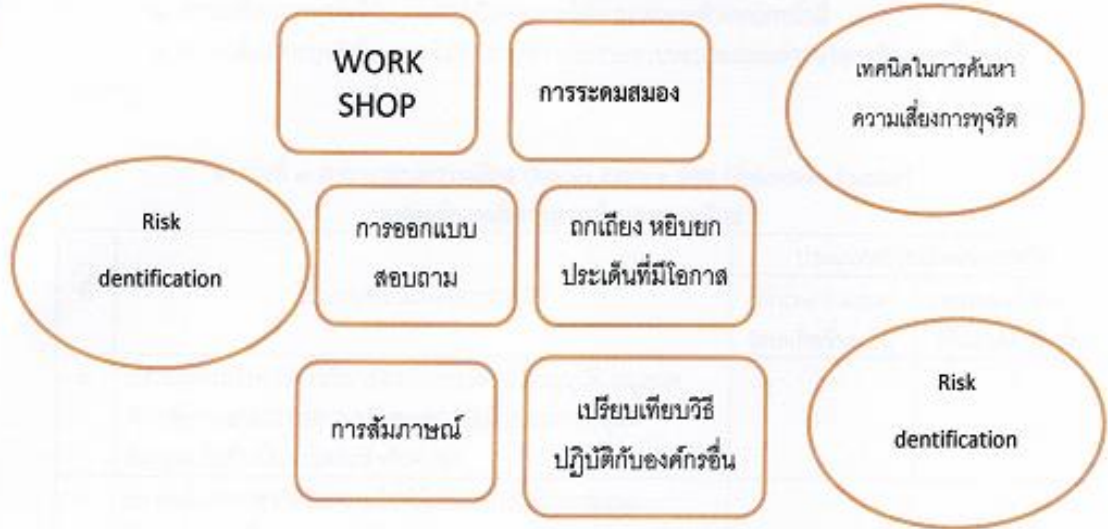 WORK
SHOP
การระดมสมอง
เทคนิคในการค้นหา
ความเสี่ยงการทุจริต
Risk
dentification
การออกแบบ
สอบถาม
ถกเถียง หยิบยก
ประเด็นที่มีโอกาส
การสัมภาษณ์
เปรียบเทียบวิธี
ปฏิบัติกับองค์กรอื่น
Risk
dentification